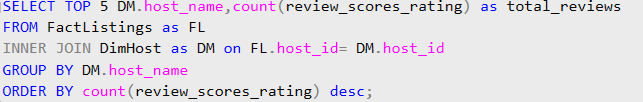 SELECT TOP 5 DM.host_name,count(review_scores_rating) as total_reviews
FROM FactListings as FL
INNER JOIN DimHost as DM on FL.host_id= DM.host_id
GROUP BY DM.host_name
ORDER BY count(review_scores_rating) desc;